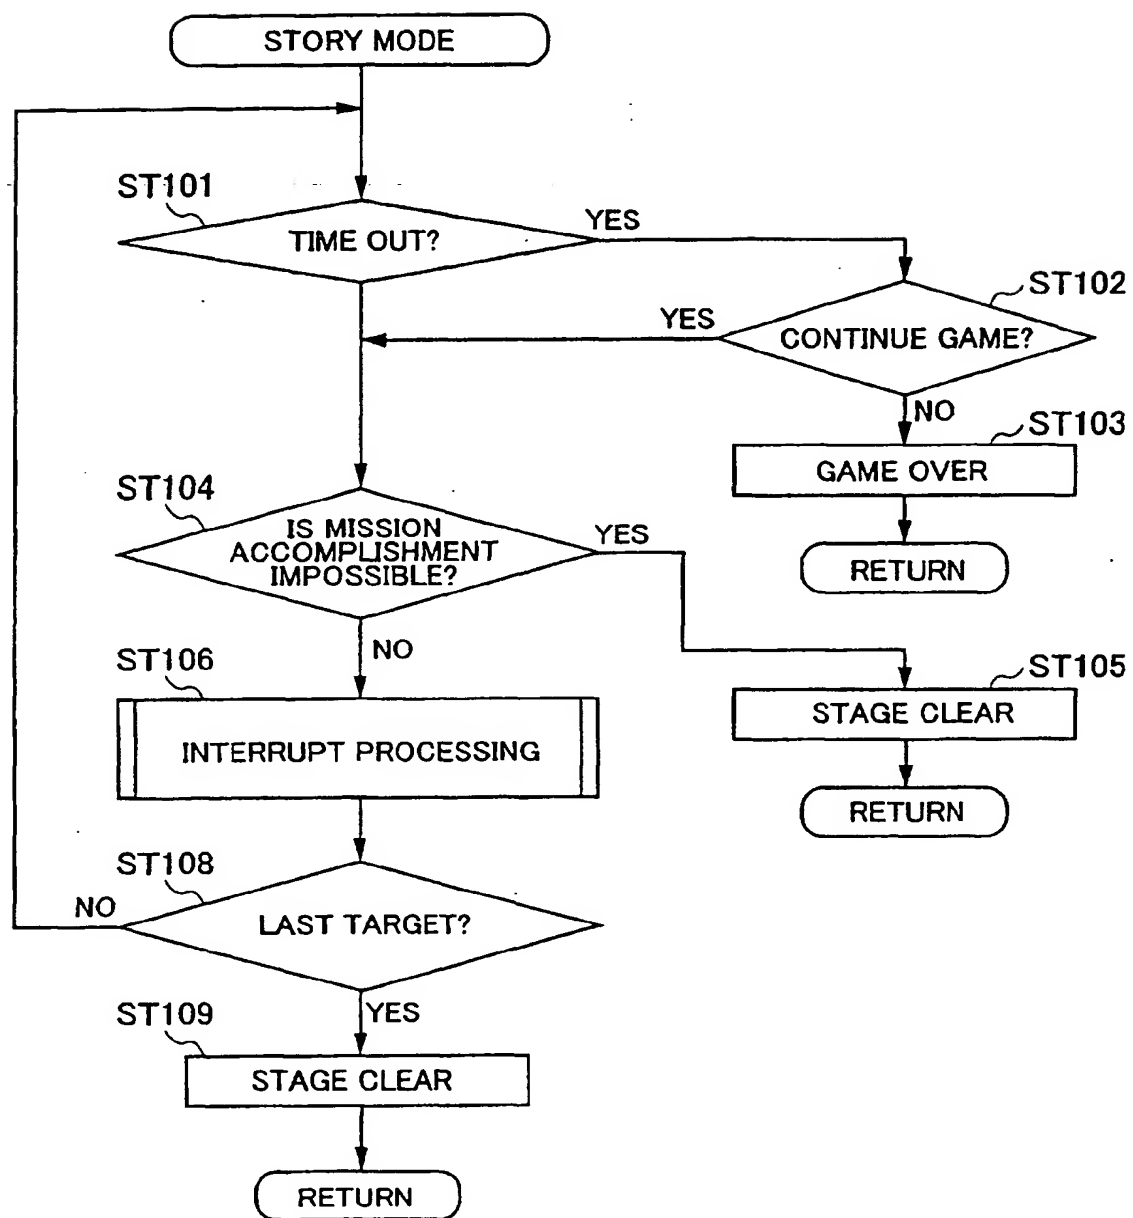 STORY MODE
ST101
TIME OUT?
YES
ST102
CONTINUE GAME?
YES
NO
ST103
GAME OVER
RETURN
ST104
IS MISSION
ACCOMPLISHMENT
IMPOSSIBLE?
YES
NO
ST105
STAGE CLEAR
RETURN
ST106
INTERRUPT PROCESSING
ST108
LAST TARGET?
NO
YES
ST109
STAGE CLEAR
RETURN